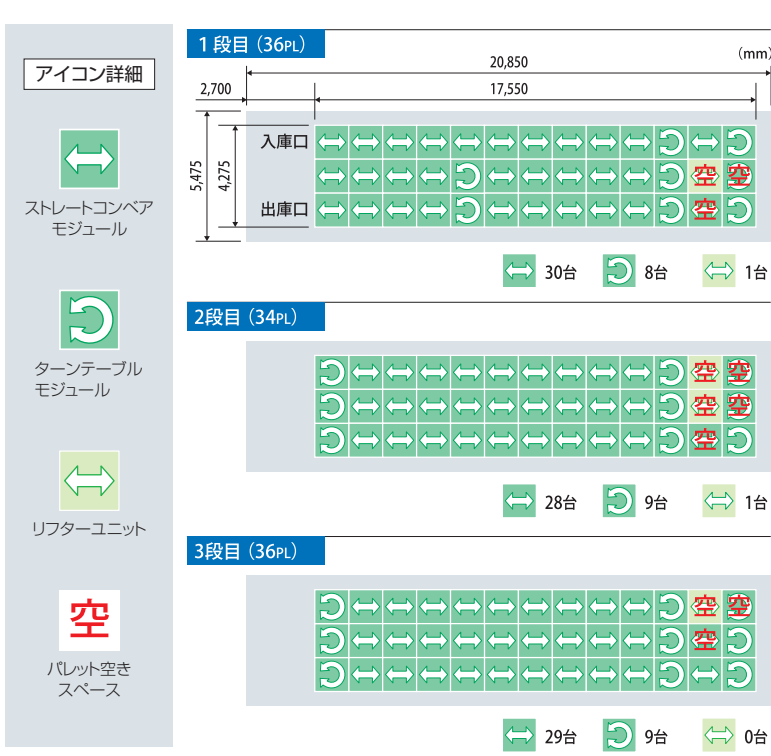 アイコン詳細
ストレートコンベア
モジュール
ターンテーブル
モジュール
リフターユニット
空
パレット空き
スペース
1段目（36PL）
(mm)
20,850
2,700
17,550
5,475
4,275
入庫口
出庫口
空 空
空
30台 8台 1台
2段目（34PL）
空 空
空 空
空
28台 9台 1台
3段目（36PL）
空 空
空
29台 9台 0台